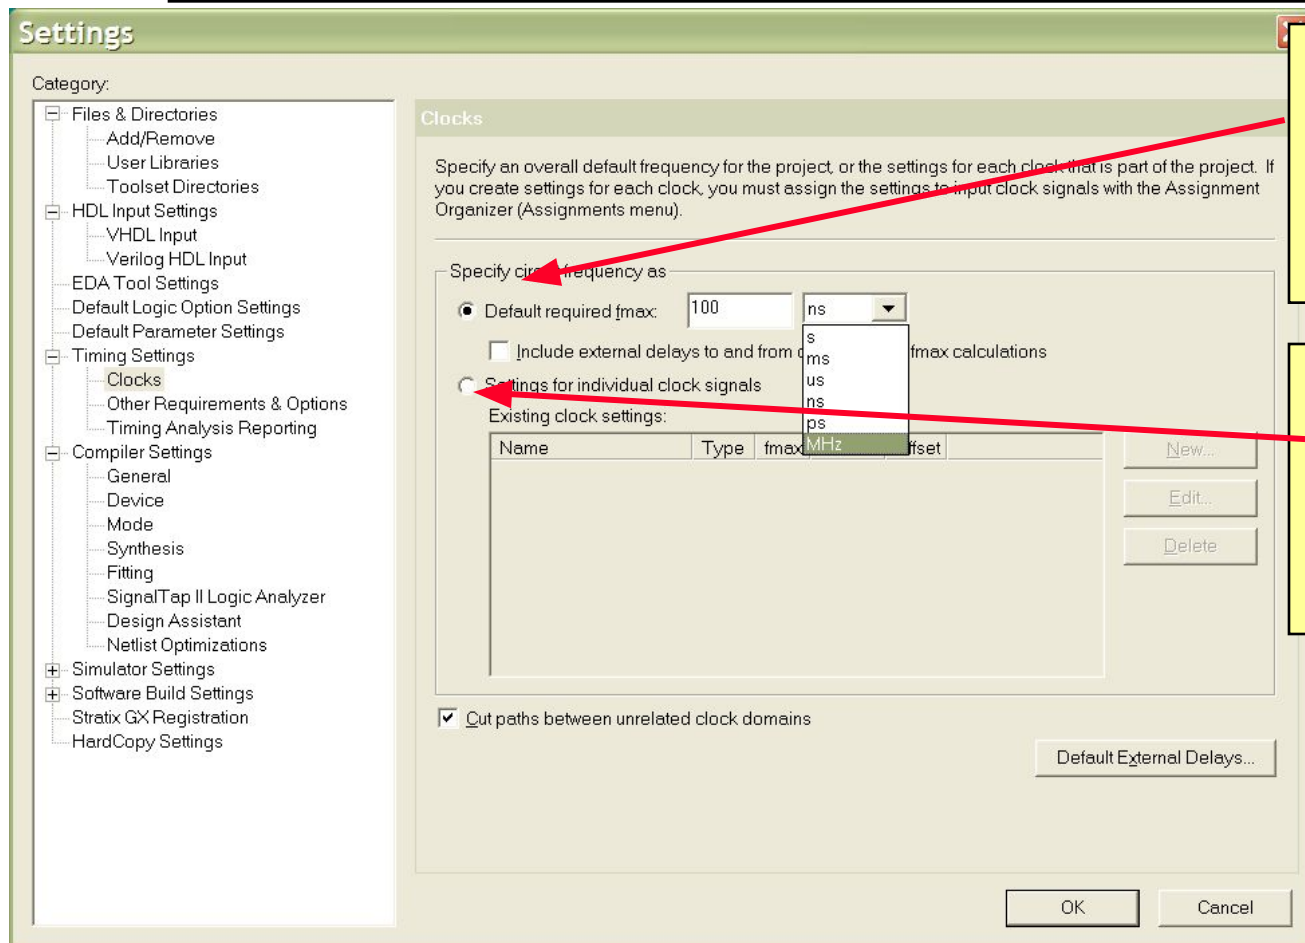 Settings
Category:
Files & Directories
Add/Remove
User Libraries
Toolset Directories
HDL Input Settings
VHDL Input
Verilog HDL Input
EDA Tool Settings
Default Logic Option Settings
Default Parameter Settings
Timing Settings
Clocks
Other Requirements & Options
Timing Analysis Reporting
Compiler Settings
General
Device
Mode
Synthesis
Fitting
SignalTap II Logic Analyzer
Design Assistant
Netlist Optimizations
Simulator Settings
Software Build Settings
Stratix GX Registration
HardCopy Settings
Clocks
Specify an overall default frequency for the project, or the settings for each clock that is part of the project. If
you create settings for each clock, you must assign the settings to input clock signals with the Assignment
Organizer (Assignments menu).
Specify circuit frequency as
Default required fmax: 100 ns
s
ms
us
ns
ps
MHz
Include external delays to and from fmax calculations
Settings for individual clock signals
Existing clock settings:
Name Type fmax
New...
Edit...
Delete
Cut paths between unrelated clock domains
Default External Delays...
OK Cancel